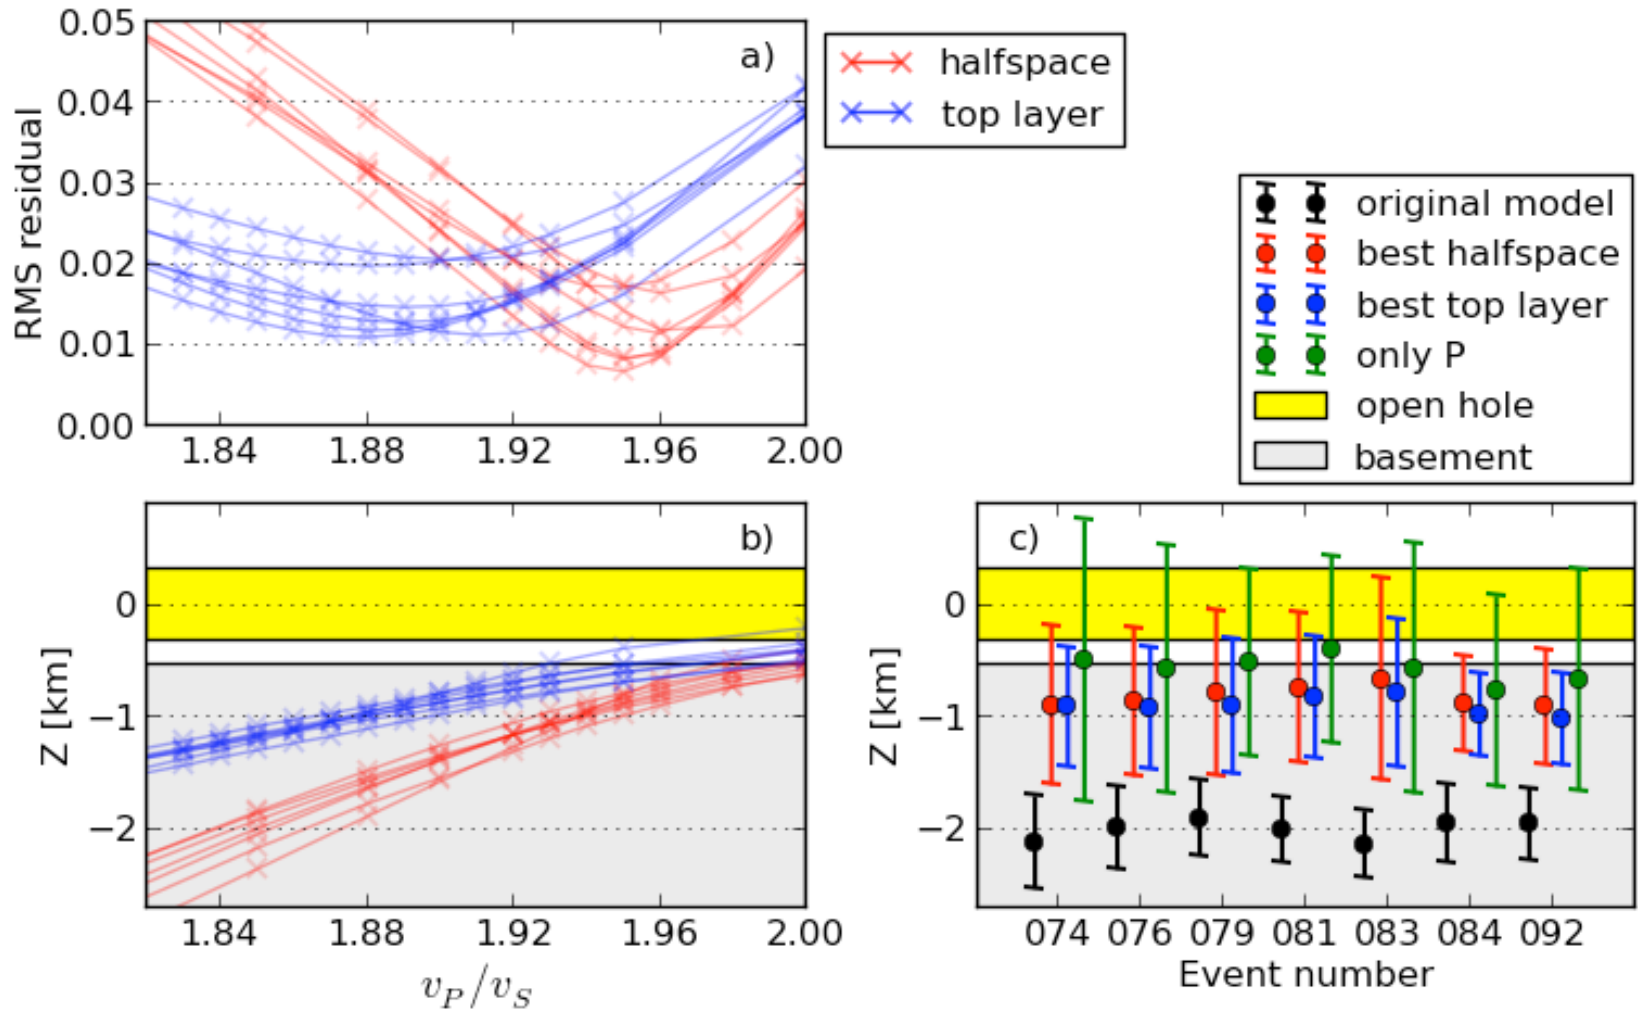 a)
0.05
0.04
0.03
0.02
0.01
0.00
RMS residual
1.84 1.88 1.92 1.96 2.00
halfspace
top layer
original model
best halfspace
best top layer
only P
open hole
basement
b)
0
−1
−2
Z [km]
1.84 1.88 1.92 1.96 2.00
v_P/v_S
c)
0
−1
−2
Z [km]
074 076 079 081 083 084 092
Event number